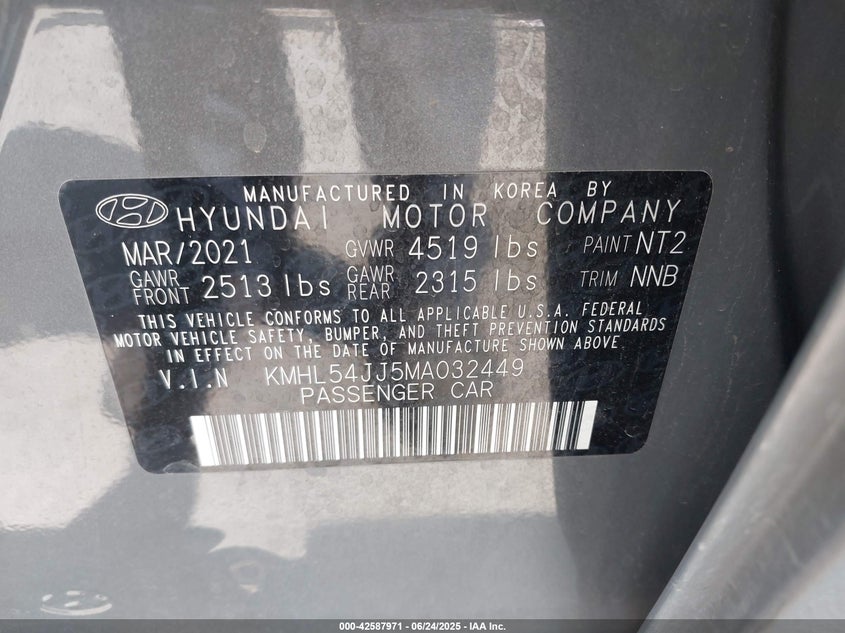 MANUFACTURED IN KOREA BY
HYUNDAI MOTOR COMPANY
MAR/2021 GVWR 4519 lbs PAINT NT2
GAWR FRONT 2513 lbs GAWR REAR 2315 lbs TRIM NNB
THIS VEHICLE CONFORMS TO ALL APPLICABLE U.S.A. FEDERAL
MOTOR VEHICLE SAFETY, BUMPER, AND THEFT PREVENTION STANDARDS
IN EFFECT ON THE DATE OF MANUFACTURE SHOWN ABOVE
V.I.N KMHL54JJ5MA032449
PASSENGER CAR
000-42587971 - 06/24/2025 - IAA Inc.